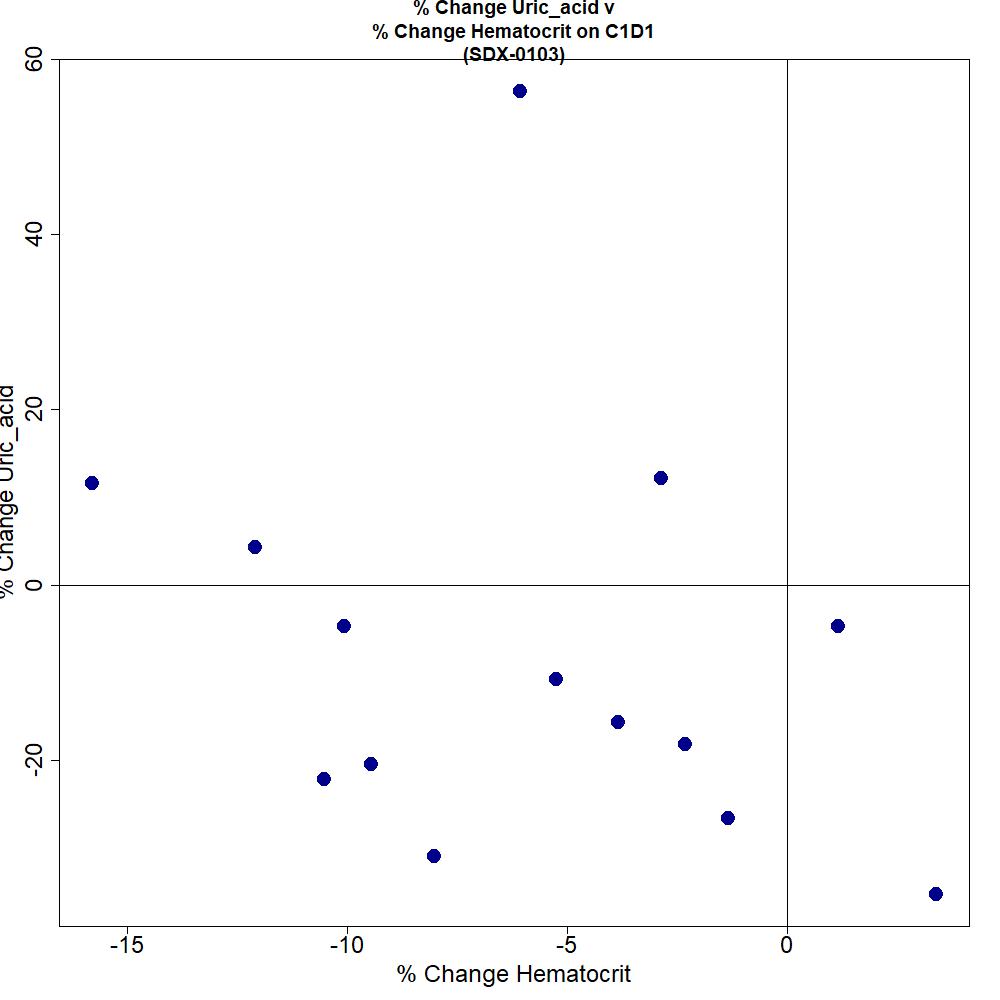 % Change Uric_acid v
% Change Hematocrit on C1D1
(SDX-0103)
60
40
20
0
-20
% Change Uric_acid
-15
-10
-5
0
% Change Hematocrit